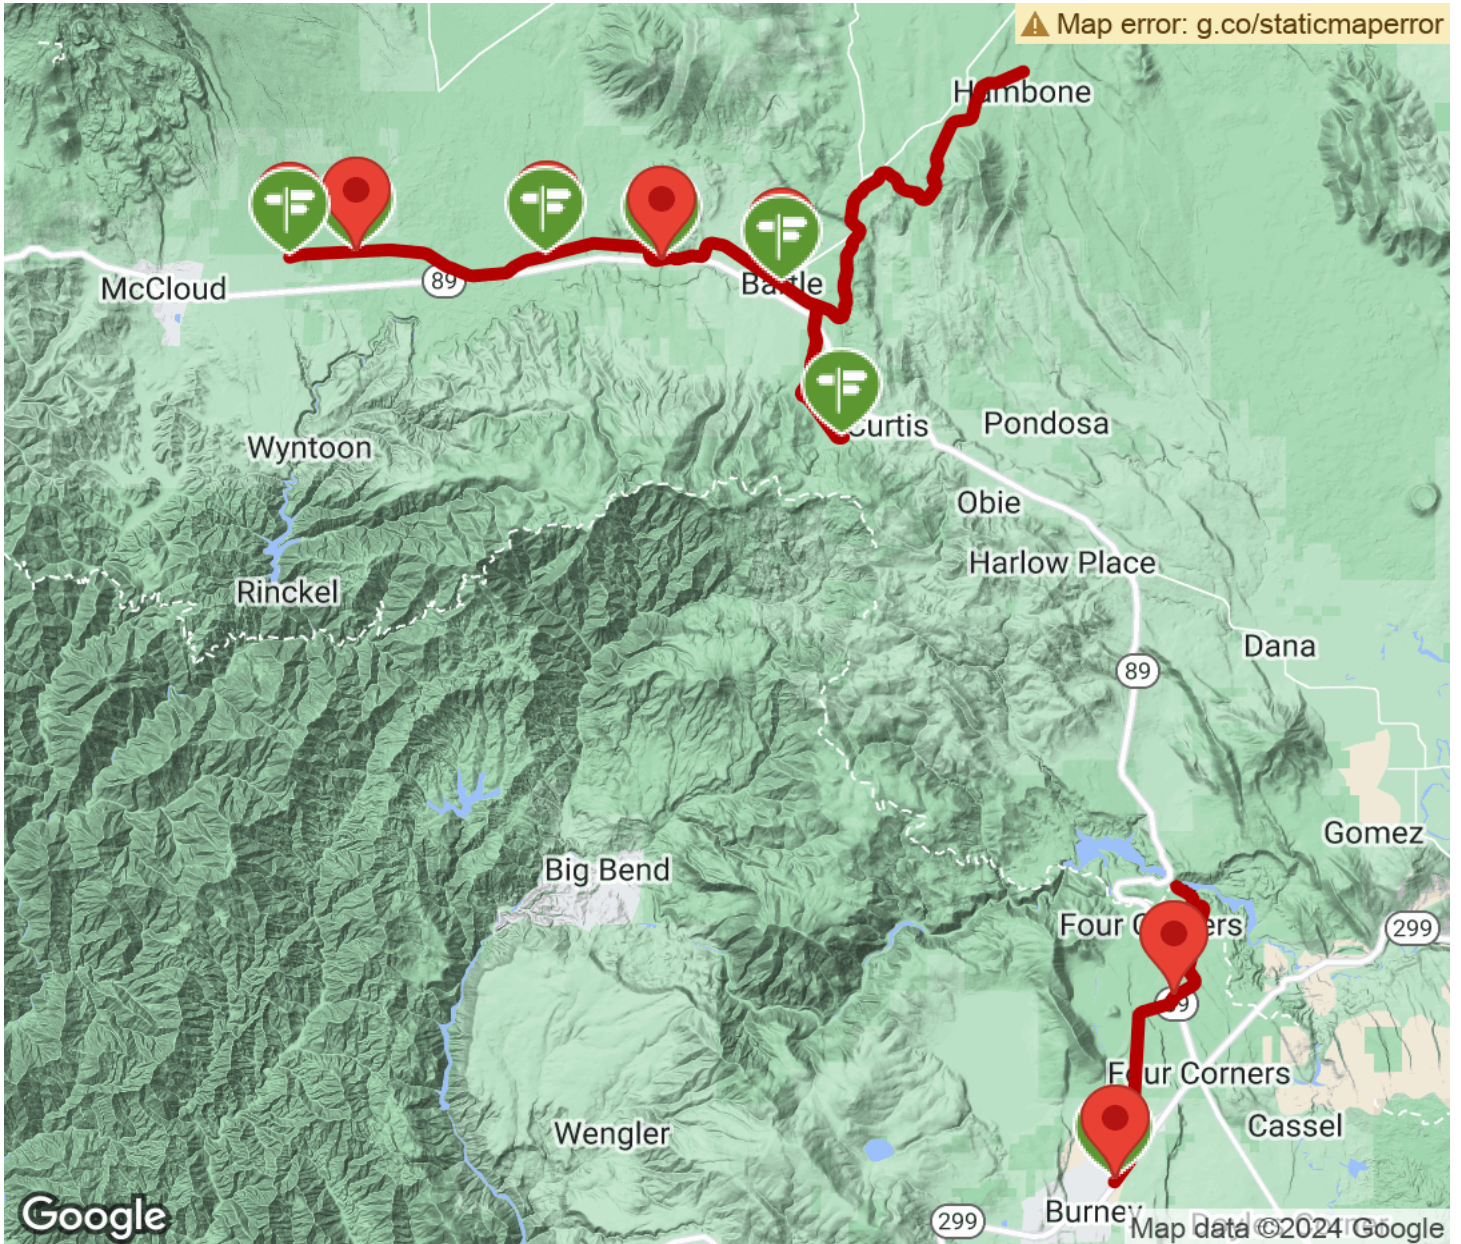 Map error: g.co/staticmaperror
Hambone
McCloud
89
Bartle
Curtis
Pondosa
Wyntoon
Obie
Harlow Place
Rinckel
Dana
89
Gomez
Big Bend
Four Corners
299
89
Four Corners
Cassel
Wengler
Burney
299
Google
Map data ©2024 Google